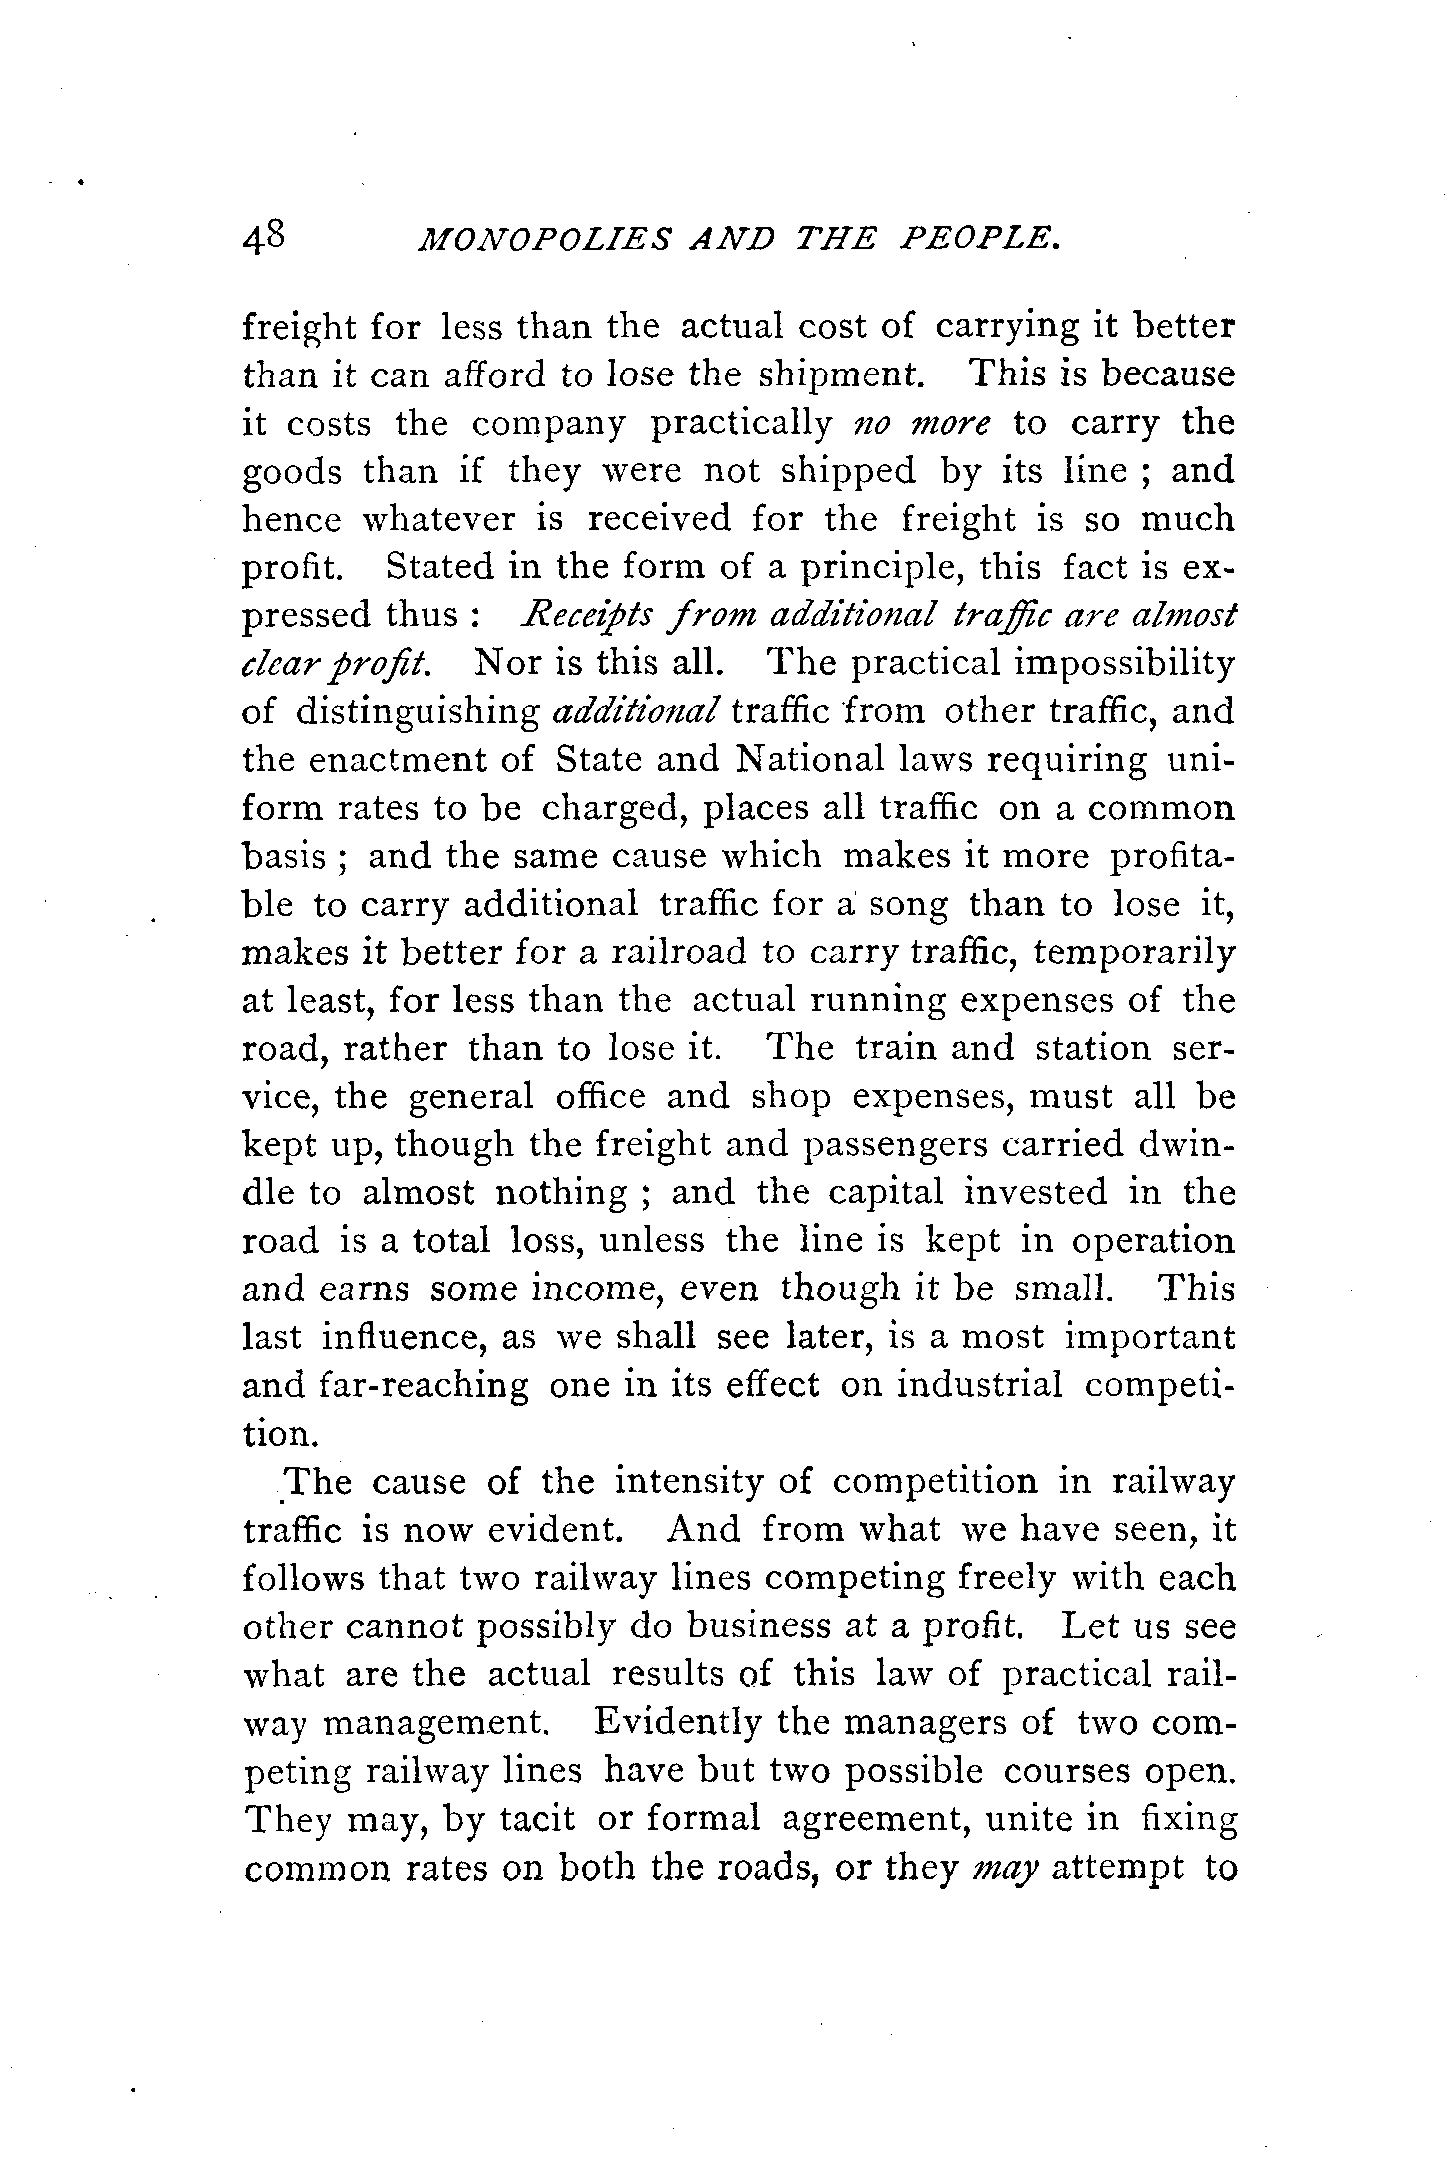 48 MONOPOLIES AND THE PEOPLE.
freight for less than the actual cost of carrying it better
than it can afford to lose the shipment. This is because
it costs the company practically no more to carry the
goods than if they were not shipped by its line ; and
hence whatever is received for the freight is so much
profit. Stated in the form of a principle, this fact is ex-
pressed thus : Receipts from additional traffic are almost
clear profit. Nor is this all. The practical impossibility
of distinguishing additional traffic from other traffic, and
the enactment of State and National laws requiring uni-
form rates to be charged, places all traffic on a common
basis ; and the same cause which makes it more profita-
ble to carry additional traffic for a song than to lose it,
makes it better for a railroad to carry traffic, temporarily
at least, for less than the actual running expenses of the
road, rather than to lose it. The train and station ser-
vice, the general office and shop expenses, must all be
kept up, though the freight and passengers carried dwin-
dle to almost nothing ; and the capital invested in the
road is a total loss, unless the line is kept in operation
and earns some income, even though it be small. This
last influence, as we shall see later, is a most important
and far-reaching one in its effect on industrial competi-
tion.
The cause of the intensity of competition in railway
traffic is now evident. And from what we have seen, it
follows that two railway lines competing freely with each
other cannot possibly do business at a profit. Let us see
what are the actual results of this law of practical rail-
way management. Evidently the managers of two com-
peting railway lines have but two possible courses open.
They may, by tacit or formal agreement, unite in fixing
common rates on both the roads, or they may attempt to